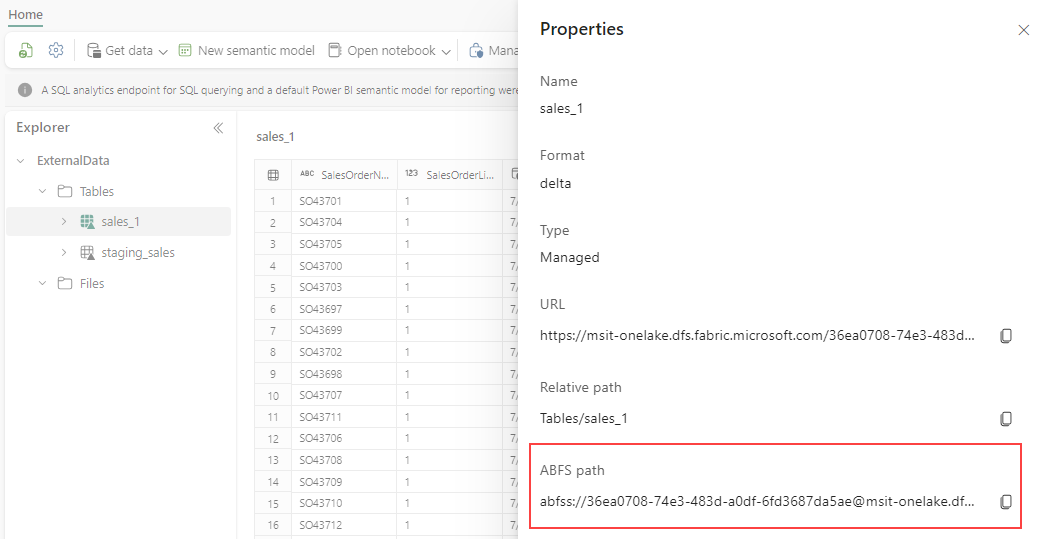 Home
Get data
New semantic model
Open notebook
Mana
A SQL analytics endpoint for SQL querying and a default Power BI semantic model for reporting were
Explorer
ExternalData
Tables
sales_1
staging_sales
Files
sales_1
ABC SalesOrderN... 123 SalesOrderLi...
1 SO43701 1 7/
2 SO43704 1 7/
3 SO43705 1 7/
4 SO43700 1 7/
5 SO43703 1 7/
6 SO43697 1 7/
7 SO43699 1 7/
8 SO43702 1 7/
9 SO43698 1 7/
10 SO43707 1 7/
11 SO43711 1 7/
12 SO43706 1 7/
13 SO43708 1 7/
14 SO43709 1 7/
15 SO43710 1 7/
16 SO43712 1 7/
Properties
Name
sales_1
Format
delta
Type
Managed
URL
https://msit-onelake.dfs.fabric.microsoft.com/36ea0708-74e3-483d...
Relative path
Tables/sales_1
ABFS path
abfss://36ea0708-74e3-483d-a0df-6fd3687da5ae@msit-onelake.df...